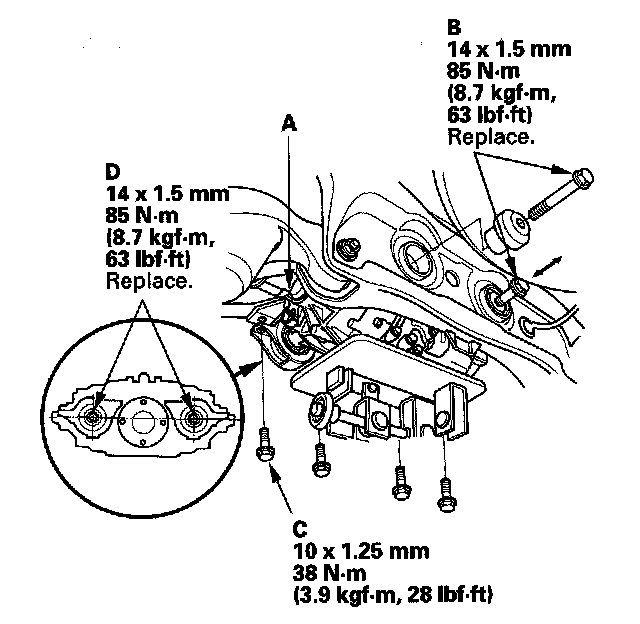 B
14 x 1.5 mm
85 N·m
(8.7 kgf·m,
63 lbf·ft)
Replace.
A
D
14 x 1.5 mm
85 N·m
(8.7 kgf·m,
63 lbf·ft)
Replace.
C
10 x 1.25 mm
38 N·m
(3.9 kgf·m, 28 lbf·ft)